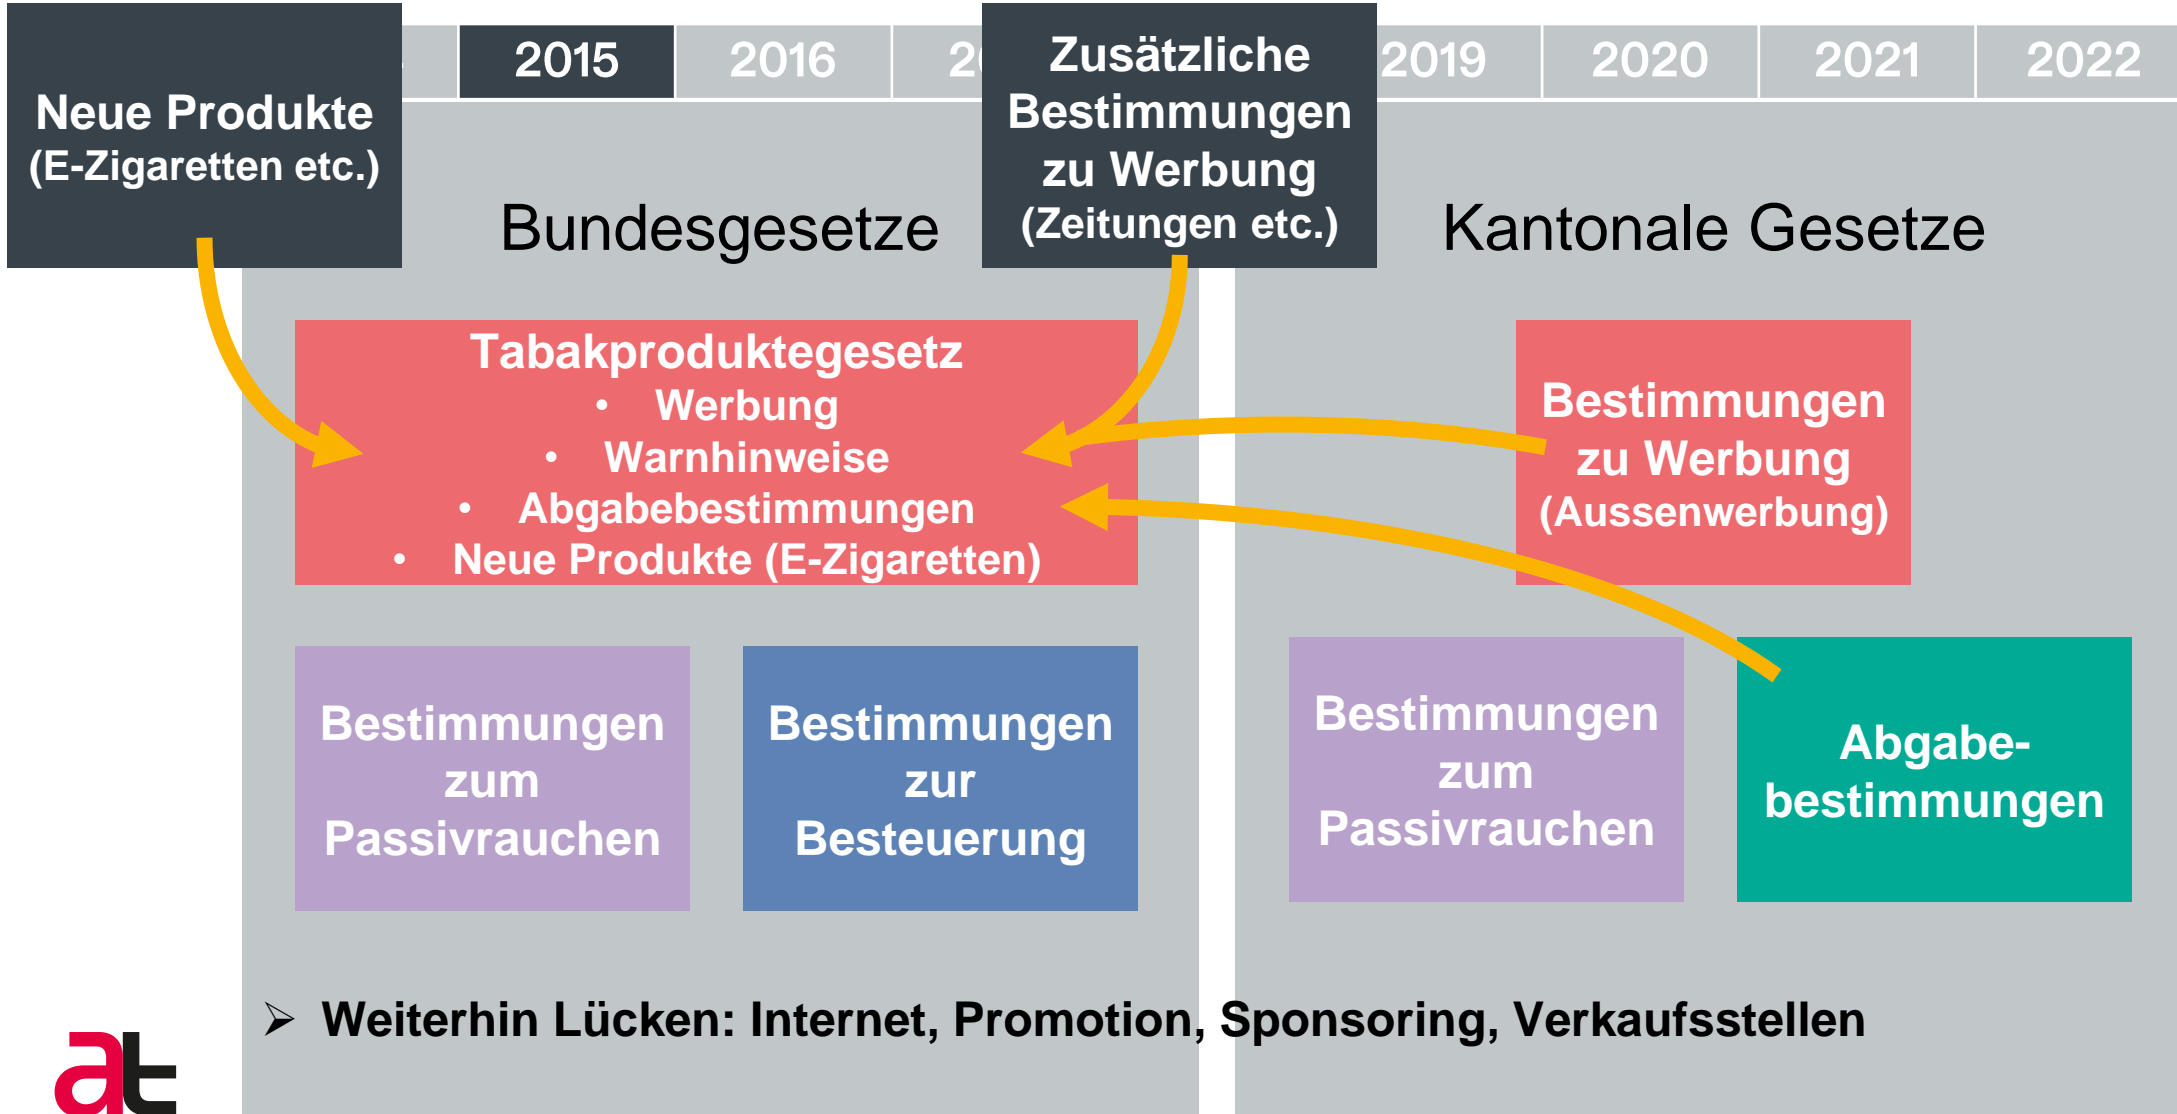 2015
2016
2019
2020
2021
2022
Neue Produkte
(E-Zigaretten etc.)
Zusätzliche
Bestimmungen
zu Werbung
(Zeitungen etc.)
Bundesgesetze
Kantonale Gesetze
Tabakproduktegesetz
• Werbung
• Warnhinweise
• Abgabebestimmungen
• Neue Produkte (E-Zigaretten)
Bestimmungen
zu Werbung
(Aussenwerbung)
Bestimmungen
zum
Passivrauchen
Bestimmungen
zur
Besteuerung
Bestimmungen
zum
Passivrauchen
Abgabe-
bestimmungen
➢ Weiterhin Lücken: Internet, Promotion, Sponsoring, Verkaufsstellen
at